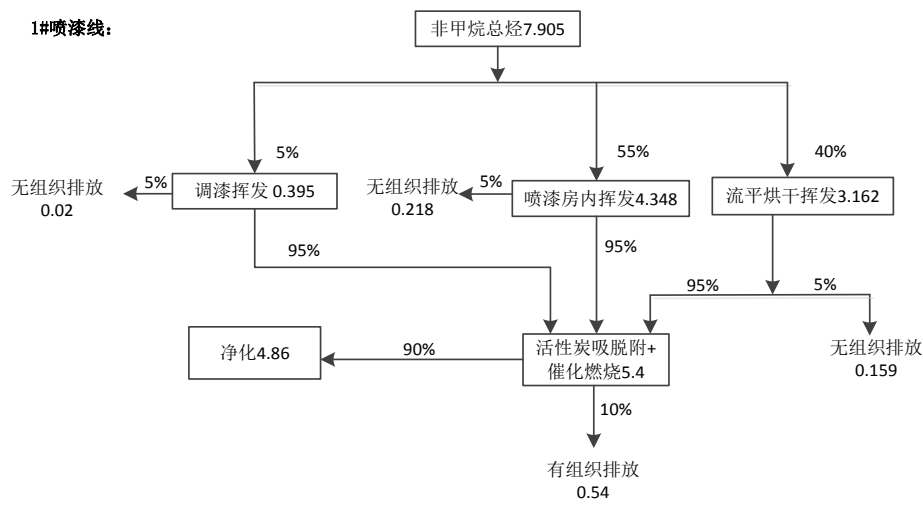 1#喷漆线：
非甲烷总烃7.905
5%
55%
40%
无组织排放
0.02
5%
调漆挥发 0.395
无组织排放
0.218
5%
喷漆房内挥发4.348
流平烘干挥发3.162
95%
95%
95%
5%
净化4.86
90%
活性炭吸脱附+
催化燃烧5.4
无组织排放
0.159
10%
有组织排放
0.54